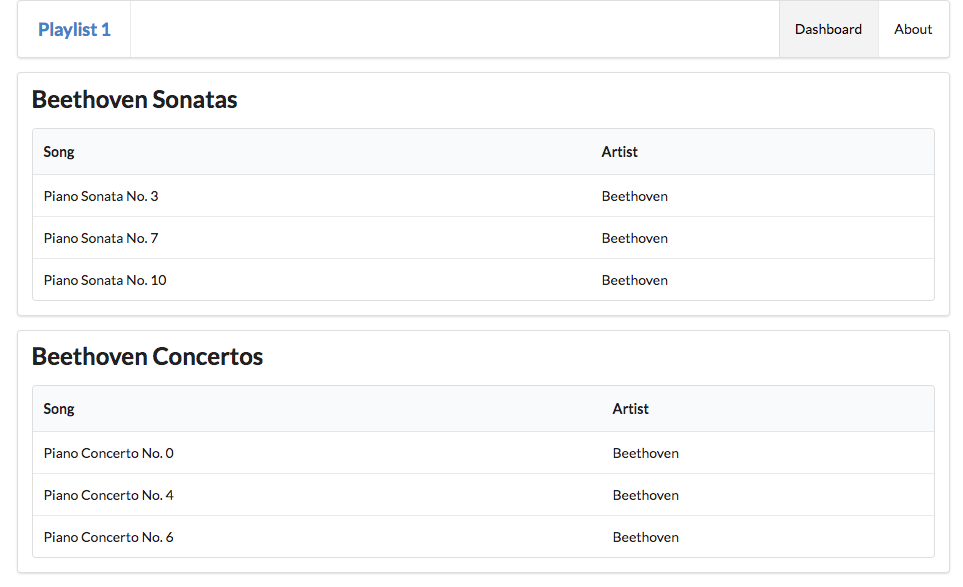 Playlist 1 Dashboard About
Beethoven Sonatas
Song Artist
Piano Sonata No. 3 Beethoven
Piano Sonata No. 7 Beethoven
Piano Sonata No. 10 Beethoven
Beethoven Concertos
Song Artist
Piano Concerto No. 0 Beethoven
Piano Concerto No. 4 Beethoven
Piano Concerto No. 6 Beethoven